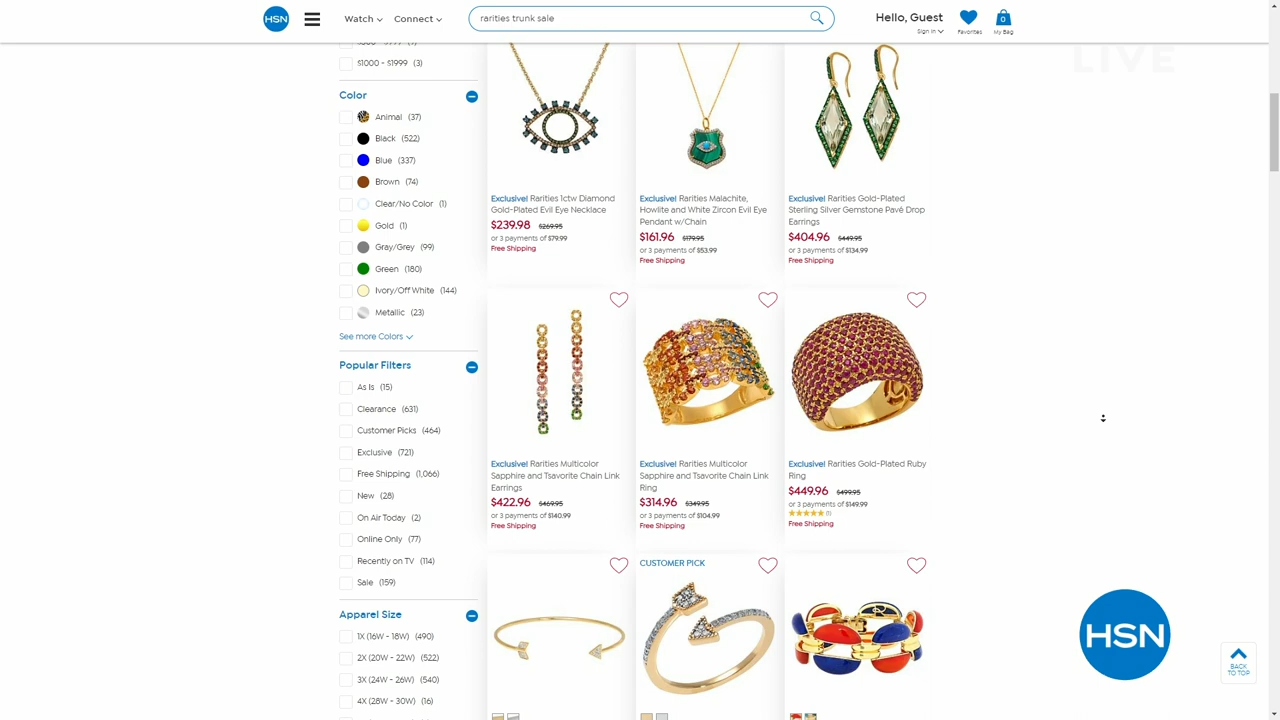 HSN
Watch
Connect
rarities trunk sale
Hello, Guest
Sign In
Favorites
0
My Bag
LIVE
$1000 - $1999 (3)
Color
Animal (37)
Black (522)
Blue (337)
Brown (74)
Clear/No Color (1)
Gold (1)
Gray/Grey (99)
Green (180)
Ivory/Off White (144)
Metallic (23)
See more Colors
Popular Filters
As Is (15)
Clearance (631)
Customer Picks (464)
Exclusive (721)
Free Shipping (1,066)
New (28)
On Air Today (2)
Online Only (77)
Recently on TV (114)
Sale (159)
Apparel Size
1X (16W - 18W) (490)
2X (20W - 22W) (522)
3X (24W - 26W) (540)
4X (28W - 30W) (16)
Exclusive! Rarities 1ctw Diamond
Gold-Plated Evil Eye Necklace
$239.98 $269.95
or 3 payments of $79.99
Free Shipping
Exclusive! Rarities Malachite,
Howlite and White Zircon Evil Eye
Pendant w/Chain
$161.96 $179.95
or 3 payments of $53.99
Free Shipping
Exclusive! Rarities Gold-Plated
Sterling Silver Gemstone Pavé Drop
Earrings
$404.96 $449.95
or 3 payments of $134.99
Free Shipping
Exclusive! Rarities Multicolor
Sapphire and Tsavorite Chain Link
Earrings
$422.96 $469.95
or 3 payments of $140.99
Free Shipping
Exclusive! Rarities Multicolor
Sapphire and Tsavorite Chain Link
Ring
$314.96 $349.95
or 3 payments of $104.99
Free Shipping
Exclusive! Rarities Gold-Plated Ruby
Ring
$449.96 $499.95
or 3 payments of $149.99
(1)
Free Shipping
CUSTOMER PICK
HSN
BACK
TO TOP